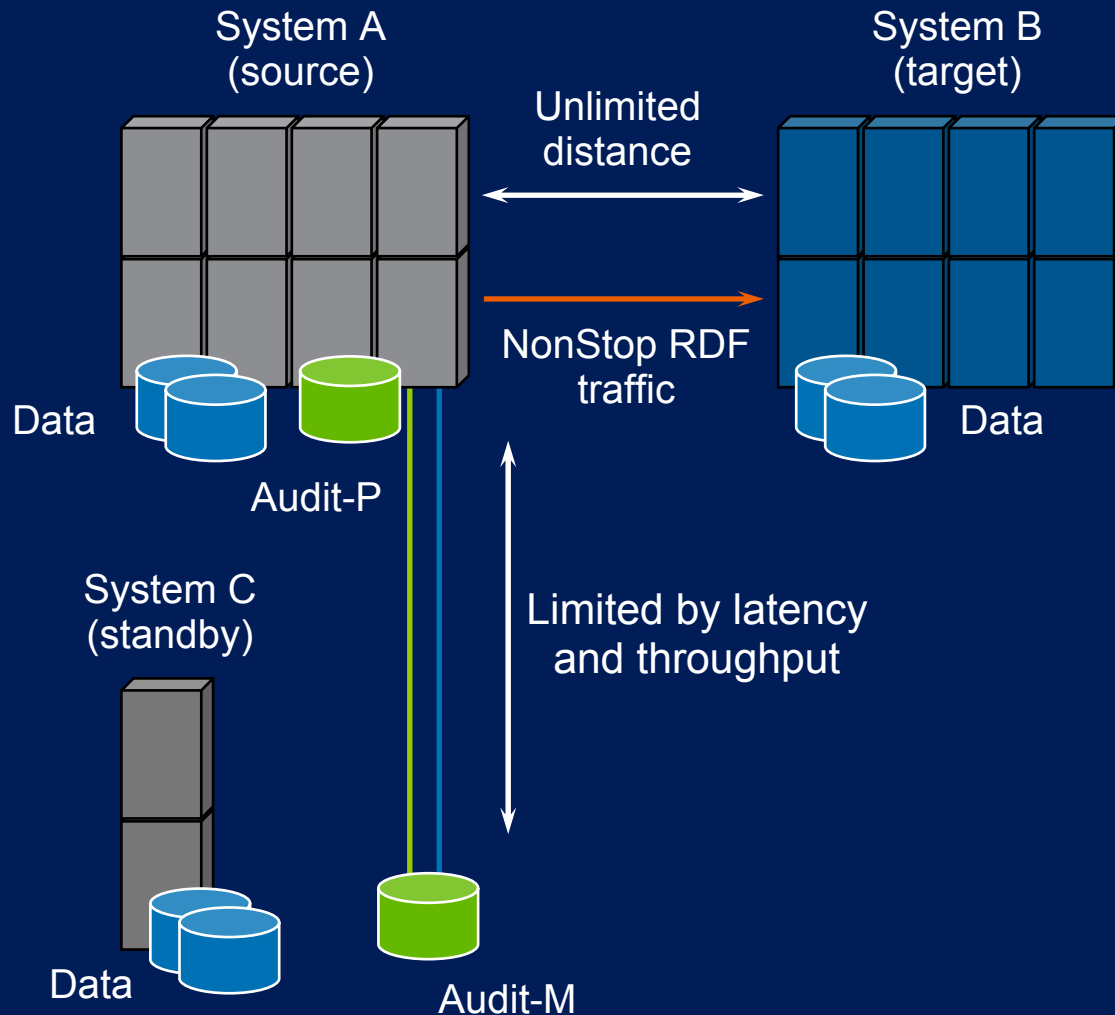 System A
(source)
System B
(target)
Unlimited
distance
NonStop RDF
traffic
Data
Audit-P
Data
System C
(standby)
Limited by latency
and throughput
Data
Audit-M